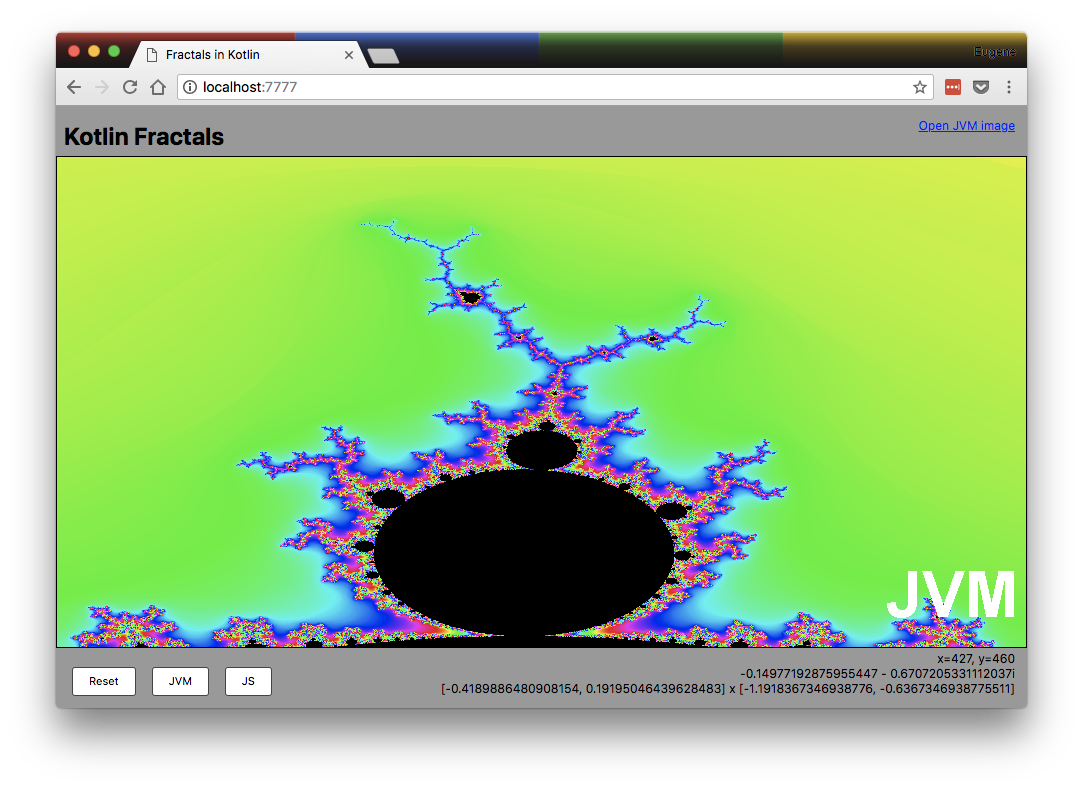 Fractals in Kotlin
Eugene
localhost:7777
Kotlin Fractals
Open JVM image
JVM
x=427, y=460
-0.14977192875955447 - 0.6707205331112037i
[-0.4189886480908154, 0.19195046439628483] x [-1.1918367346938776, -0.6367346938775511]
Reset
JVM
JS